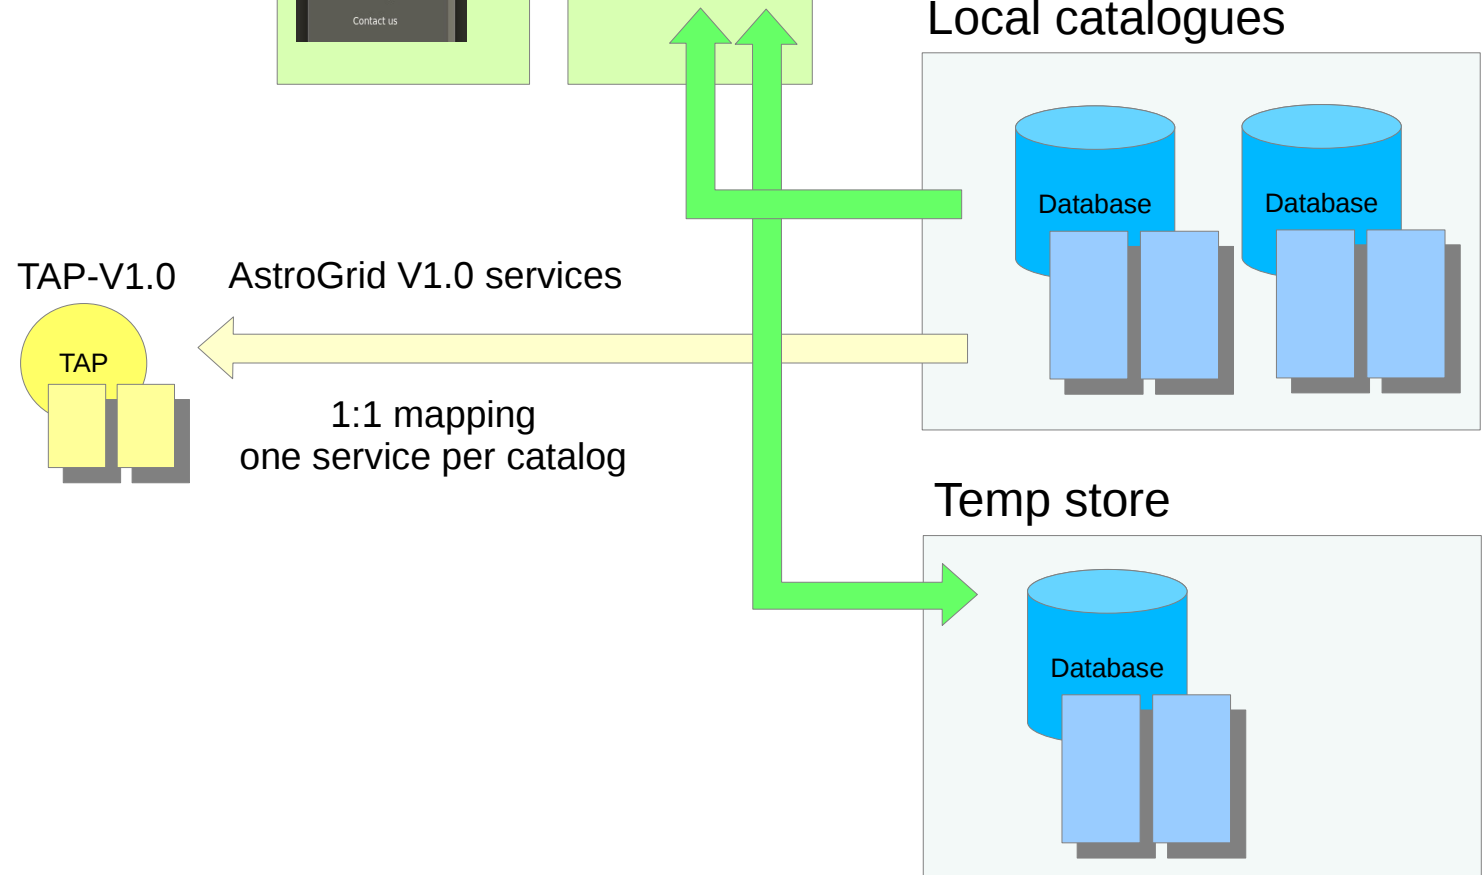 Contact us
Local catalogues
Database
Database
TAP-V1.0
AstroGrid V1.0 services
TAP
1:1 mapping
one service per catalog
Temp store
Database